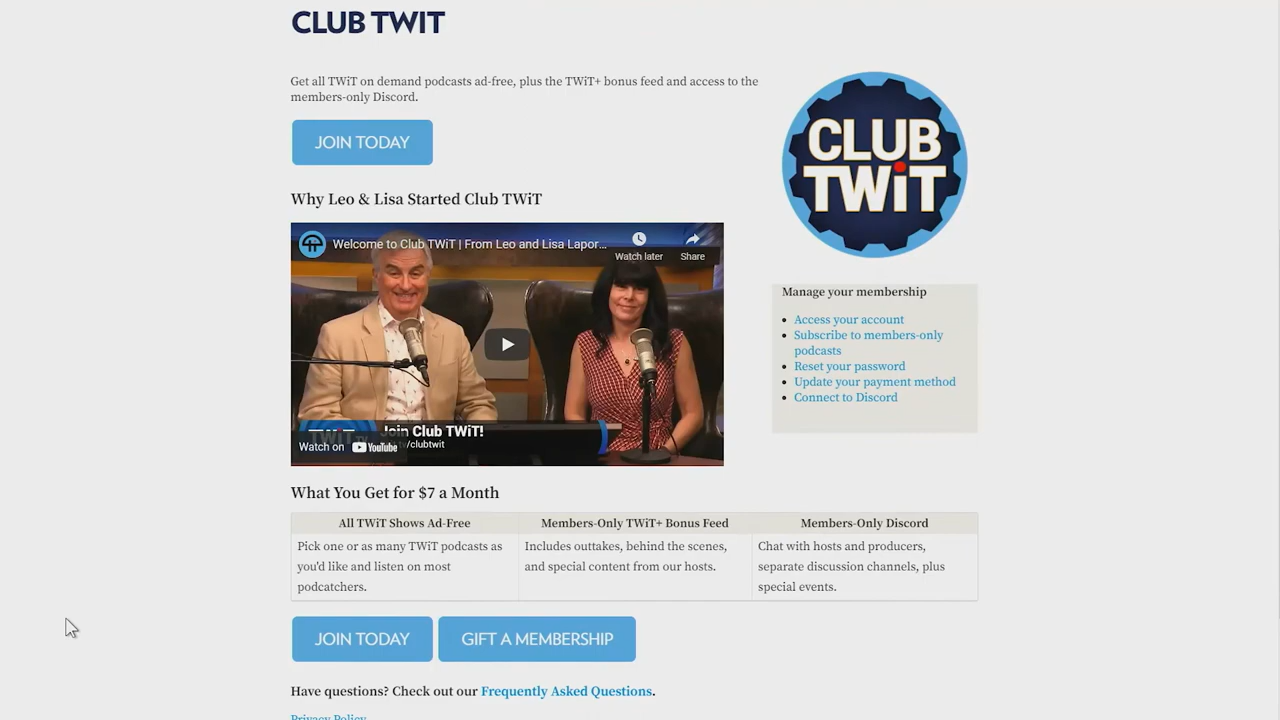 CLUB TWIT
Get all TWiT on demand podcasts ad-free, plus the TWiT+ bonus feed and access to the
members-only Discord.
JOIN TODAY
CLUB
TWiT
Why Leo & Lisa Started Club TWiT
Welcome to Club TWiT | From Leo and Lisa Lapor...
Watch later
Share
Join Club TWiT!
/clubtwit
Watch on YouTube
Manage your membership
Access your account
Subscribe to members-only
podcasts
Reset your password
Update your payment method
Connect to Discord
What You Get for $7 a Month
All TWiT Shows Ad-Free
Pick one or as many TWiT podcasts as
you'd like and listen on most
podcatchers.
Members-Only TWiT+ Bonus Feed
Includes outtakes, behind the scenes,
and special content from our hosts.
Members-Only Discord
Chat with hosts and producers,
separate discussion channels, plus
special events.
JOIN TODAY
GIFT A MEMBERSHIP
Have questions? Check out our Frequently Asked Questions.
Privacy Policy